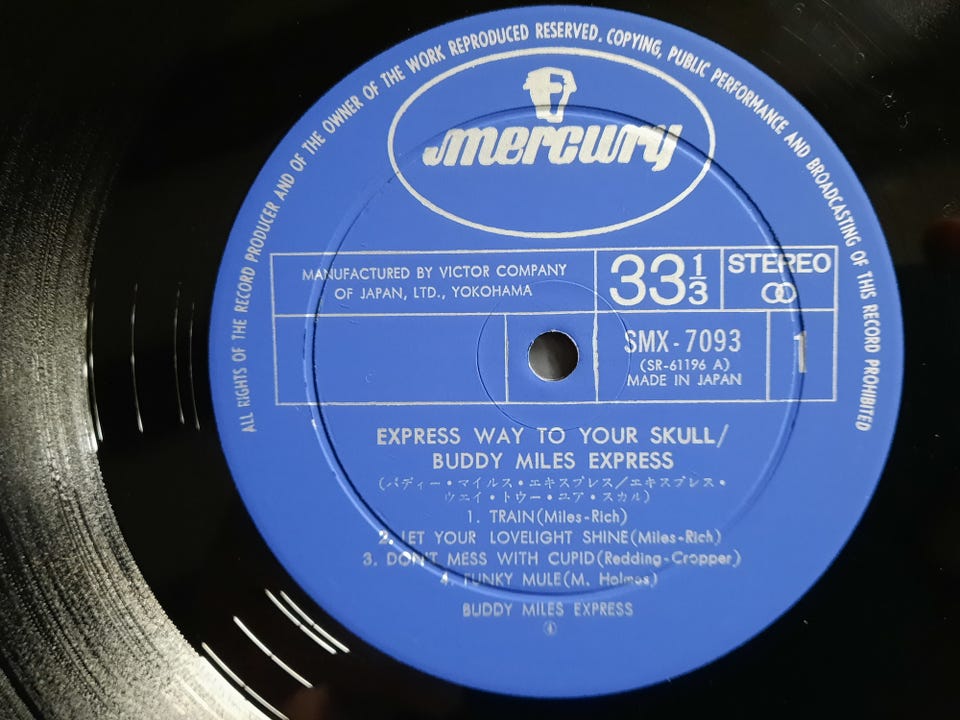 ALL RIGHTS OF THE RECORD PRODUCER AND OF THE OWNER OF THE WORK REPRODUCED RESERVED. COPYING, PUBLIC PERFORMANCE AND BROADCASTING OF THIS RECORD PROHIBITED
mercury
MANUFACTURED BY VICTOR COMPANY
OF JAPAN, LTD., YOKOHAMA
33 1/3
STEREO
SMX-7093
(SR-61196 A)
MADE IN JAPAN
1
EXPRESS WAY TO YOUR SKULL/
BUDDY MILES EXPRESS
(バディー・マイルス・エキスプレス/エキスプレス・
ウェイ・トゥー・ユア・スカル)
1. TRAIN(Miles-Rich)
2. LET YOUR LOVELIGHT SHINE(Miles-Rich)
3. DON'T MESS WITH CUPID(Redding-Cropper)
4. FUNKY MULE(M. Holmes)
BUDDY MILES EXPRESS
④